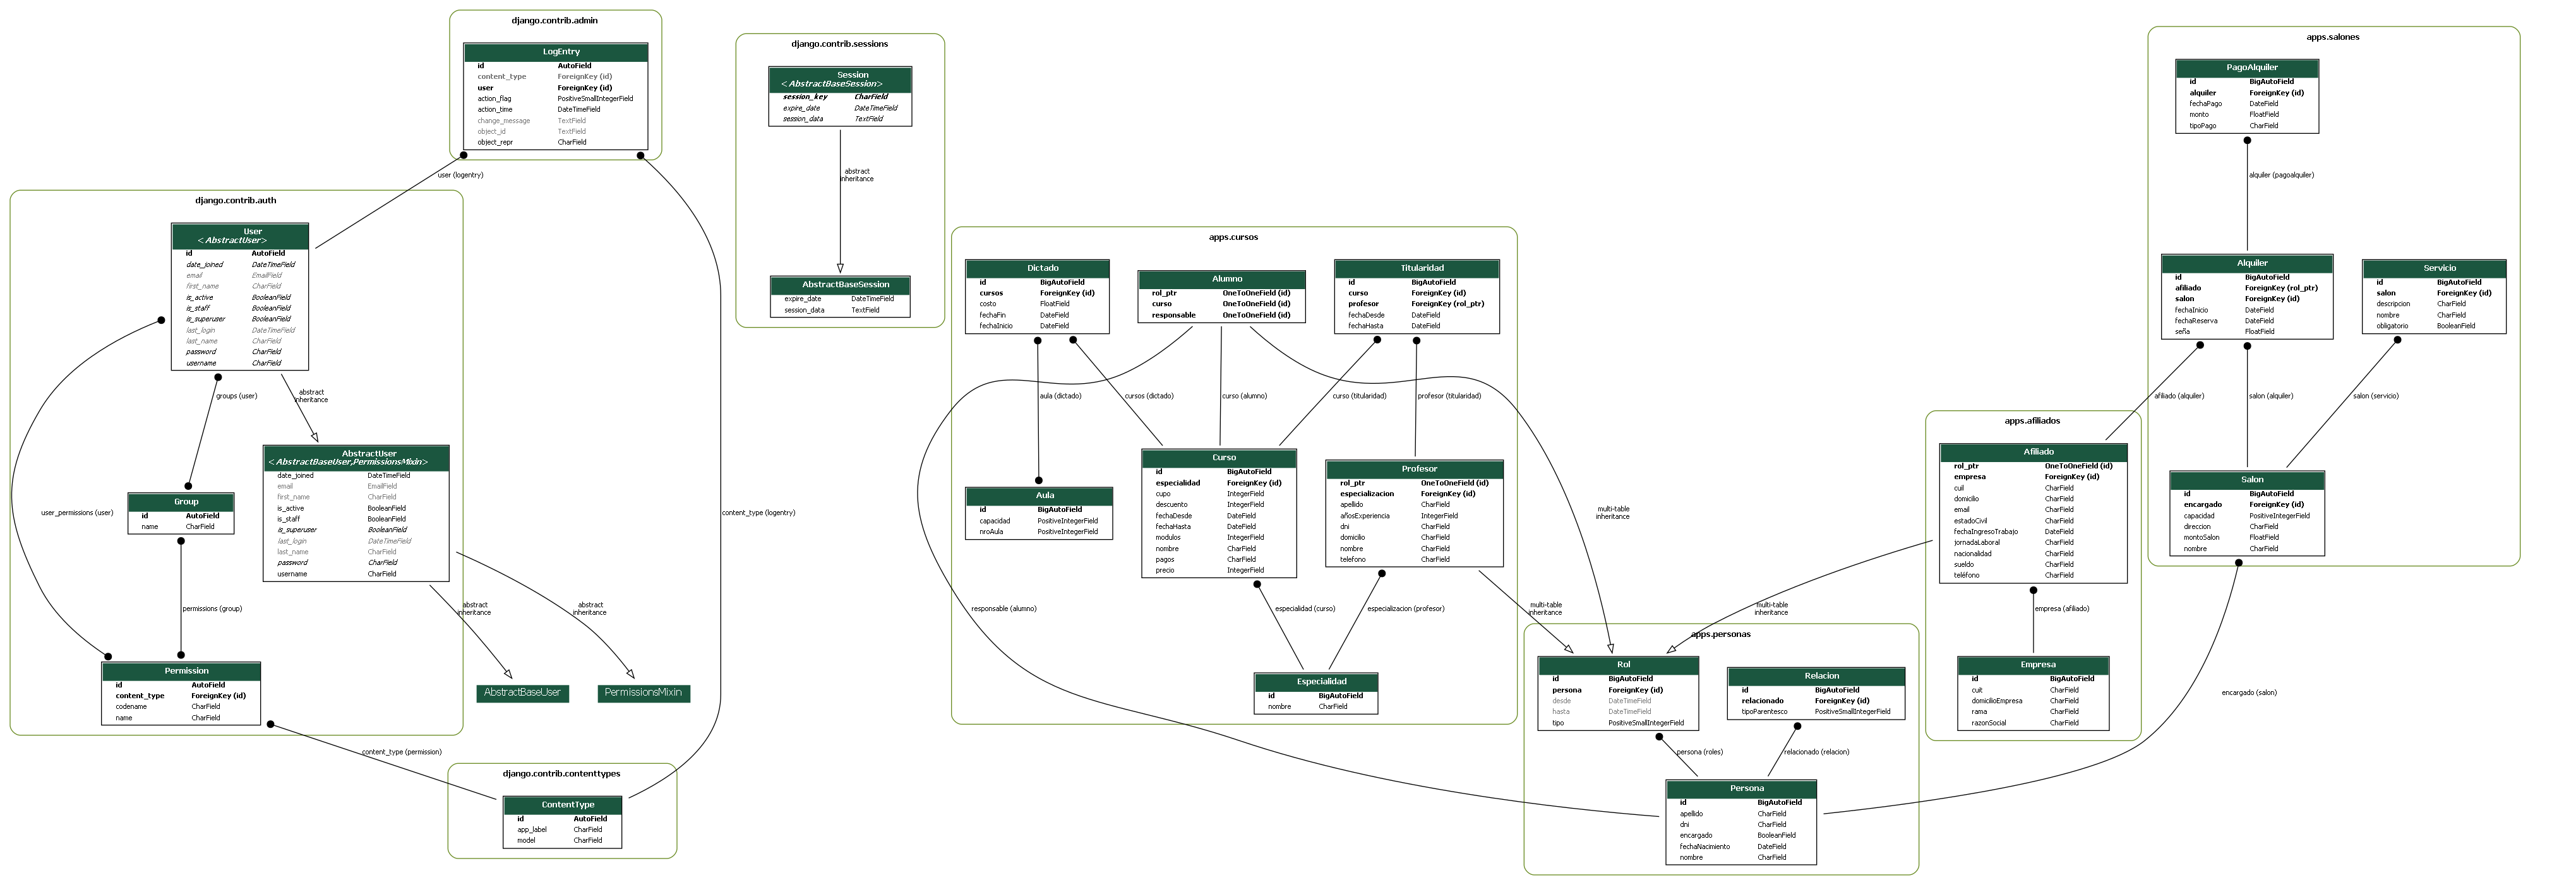 django.contrib.admin
LogEntry
id AutoField
content_type ForeignKey (id)
user ForeignKey (id)
action_flag PositiveSmallIntegerField
action_time DateTimeField
change_message TextField
object_id TextField
object_repr CharField
user (logentry)
content_type (logentry)
django.contrib.auth
User
<AbstractUser>
id AutoField
date_joined DateTimeField
email EmailField
first_name CharField
is_active BooleanField
is_staff BooleanField
is_superuser BooleanField
last_login DateTimeField
last_name CharField
password CharField
username CharField
groups (user)
abstract
inheritance
user_permissions (user)
AbstractUser
<AbstractBaseUser,PermissionsMixin>
date_joined DateTimeField
email EmailField
first_name CharField
is_active BooleanField
is_staff BooleanField
is_superuser BooleanField
last_login DateTimeField
last_name CharField
password CharField
username CharField
Group
id AutoField
name CharField
permissions (group)
abstract
inheritance
abstract
inheritance
Permission
id AutoField
content_type ForeignKey (id)
codename CharField
name CharField
AbstractBaseUser
PermissionsMixin
content_type (permission)
django.contrib.contenttypes
ContentType
id AutoField
app_label CharField
model CharField
django.contrib.sessions
Session
<AbstractBaseSession>
session_key CharField
expire_date DateTimeField
session_data TextField
abstract
inheritance
AbstractBaseSession
expire_date DateTimeField
session_data TextField
apps.cursos
Dictado
id BigAutoField
cursos ForeignKey (id)
costo FloatField
fechaFin DateField
fechaInicio DateField
Alumno
rol_ptr OneToOneField (id)
curso OneToOneField (id)
responsable OneToOneField (id)
Titularidad
id BigAutoField
curso ForeignKey (id)
profesor ForeignKey (rol_ptr)
fechaDesde DateField
fechaHasta DateField
aula (dictado)
cursos (dictado)
curso (alumno)
curso (titularidad)
profesor (titularidad)
Aula
id BigAutoField
capacidad PositiveIntegerField
nroAula PositiveIntegerField
Curso
id BigAutoField
especialidad ForeignKey (id)
cupo IntegerField
descuento IntegerField
fechaDesde DateField
fechaHasta DateField
modulos IntegerField
nombre CharField
pagos CharField
precio IntegerField
Profesor
rol_ptr OneToOneField (id)
especializacion ForeignKey (id)
apellido CharField
añosExperiencia IntegerField
dni CharField
domicilio CharField
nombre CharField
telefono CharField
responsable (alumno)
especialidad (curso)
especializacion (profesor)
Especialidad
id BigAutoField
nombre CharField
multi-table
inheritance
multi-table
inheritance
multi-table
inheritance
apps.personas
Rol
id BigAutoField
persona ForeignKey (id)
desde DateTimeField
hasta DateTimeField
tipo PositiveSmallIntegerField
Relacion
id BigAutoField
relacionado ForeignKey (id)
tipoParentesco PositiveSmallIntegerField
persona (roles)
relacionado (relacion)
Persona
id BigAutoField
apellido CharField
dni CharField
encargado BooleanField
fechaNacimiento DateField
nombre CharField
apps.afiliados
Afiliado
rol_ptr OneToOneField (id)
empresa ForeignKey (id)
cuil CharField
domicilio CharField
email CharField
estadoCivil CharField
fechaIngresoTrabajo DateField
jornadaLaboral CharField
nacionalidad CharField
sueldo CharField
teléfono CharField
empresa (afiliado)
Empresa
id BigAutoField
cuit CharField
domicilioEmpresa CharField
rama CharField
razonSocial CharField
apps.salones
PagoAlquiler
id BigAutoField
alquiler ForeignKey (id)
fechaPago DateField
monto FloatField
tipoPago CharField
alquiler (pagoalquiler)
Alquiler
id BigAutoField
afiliado ForeignKey (rol_ptr)
salon ForeignKey (id)
fechaInicio DateField
fechaReserva DateField
seña FloatField
Servicio
id BigAutoField
salon ForeignKey (id)
descripcion CharField
nombre CharField
obligatorio BooleanField
afiliado (alquiler)
salon (alquiler)
salon (servicio)
Salon
id BigAutoField
encargado ForeignKey (id)
capacidad PositiveIntegerField
direccion CharField
montoSalon FloatField
nombre CharField
encargado (salon)